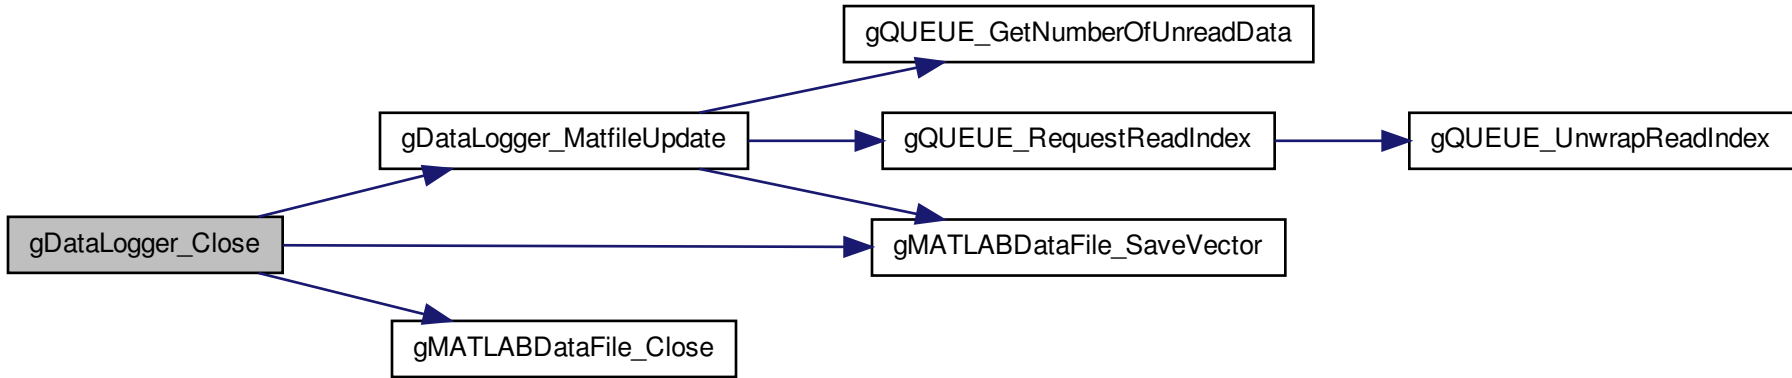 gQUEUE_GetNumberOfUnreadData
gDataLogger_MatfileUpdate
gQUEUE_RequestReadIndex
gQUEUE_UnwrapReadIndex
gDataLogger_Close
gMATLABDataFile_SaveVector
gMATLABDataFile_Close